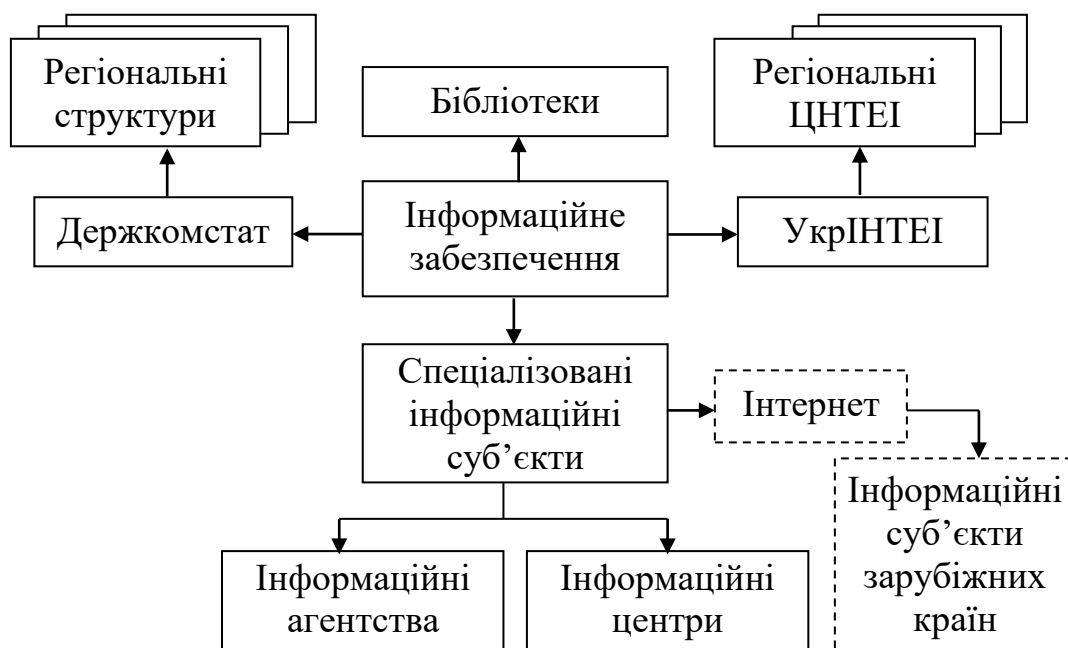 Регіональні
структури
Бібліотеки
Регіональні
ЦНТЕІ
Держкомстат
Інформаційне
забезпечення
УкрІНТЕІ
Спеціалізовані
інформаційні
суб’єкти
Інтернет
Інформаційні
суб’єкти
зарубіжних
країн
Інформаційні
агентства
Інформаційні
центри